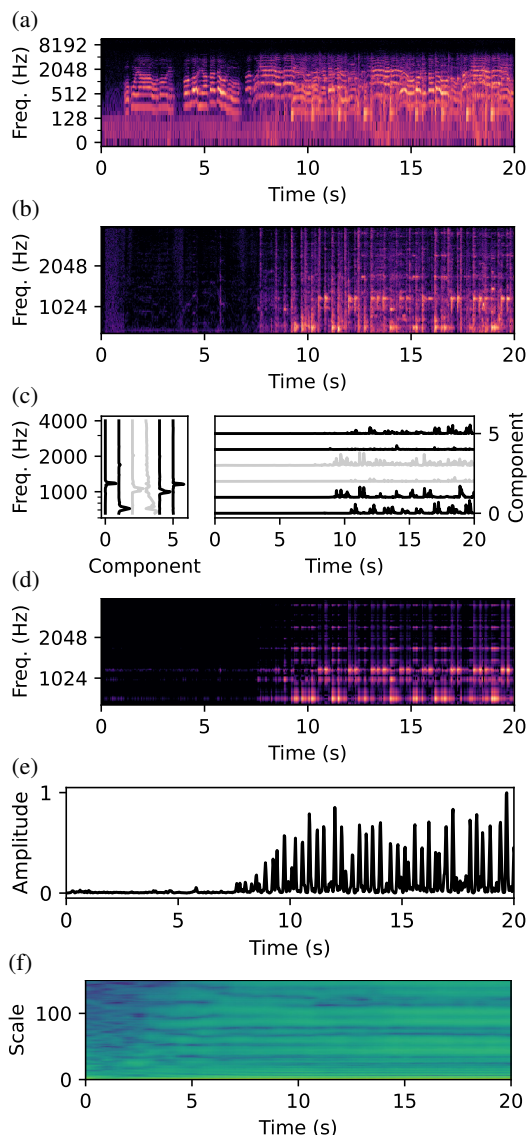 (a)
8192
2048
512
128
0
Freq. (Hz)
0 5 10 15 20
Time (s)
(b)
2048
1024
Freq. (Hz)
0 5 10 15 20
Time (s)
(c)
4000
2000
1000
Freq. (Hz)
0 5
Component
0 5 10 15 20
Time (s)
5
0
Component
(d)
2048
1024
Freq. (Hz)
0 5 10 15 20
Time (s)
(e)
1
0
Amplitude
0 5 10 15 20
Time (s)
(f)
100
0
Scale
0 5 10 15 20
Time (s)